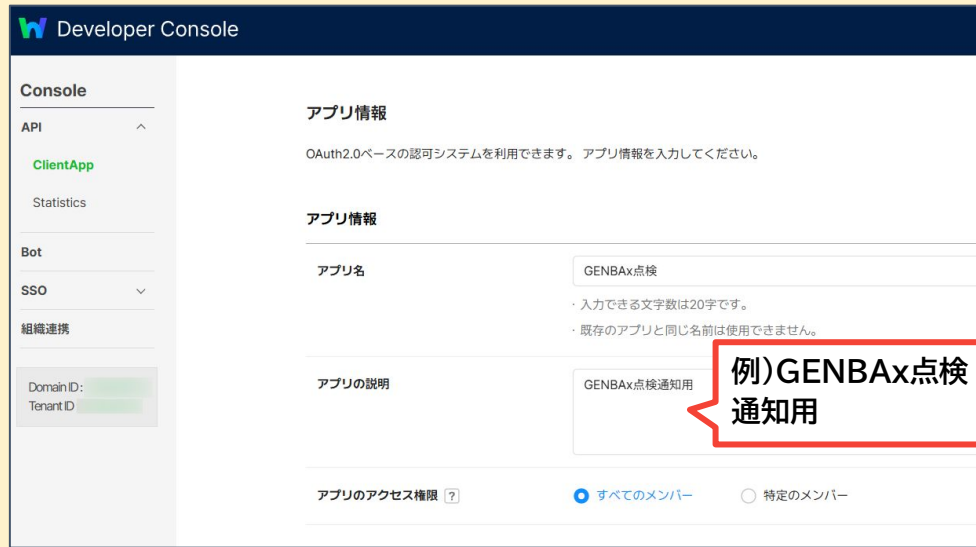 Developer Console
Console
API
ClientApp
Statistics
Bot
SSO
組織連携
Domain ID :
Tenant ID
アプリ情報
OAuth2.0ベースの認可システムを利用できます。 アプリ情報を入力してください。
アプリ情報
アプリ名
GENBAx点検
· 入力できる文字数は20字です。
· 既存のアプリと同じ名前は使用できません。
アプリの説明
GENBAx点検通知用
例)GENBAx点検
通知用
アプリのアクセス権限 ?
すべてのメンバー
特定のメンバー